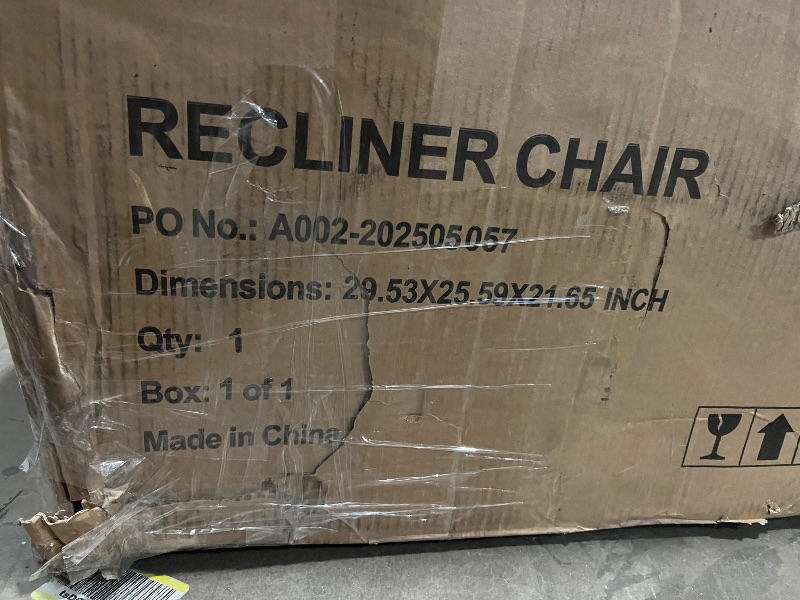 RECLINER CHAIR
PO No.: A002-202505057
Dimensions: 29.53X25.59X21.65 INCH
Qty: 1
Box: 1 of 1
Made in China